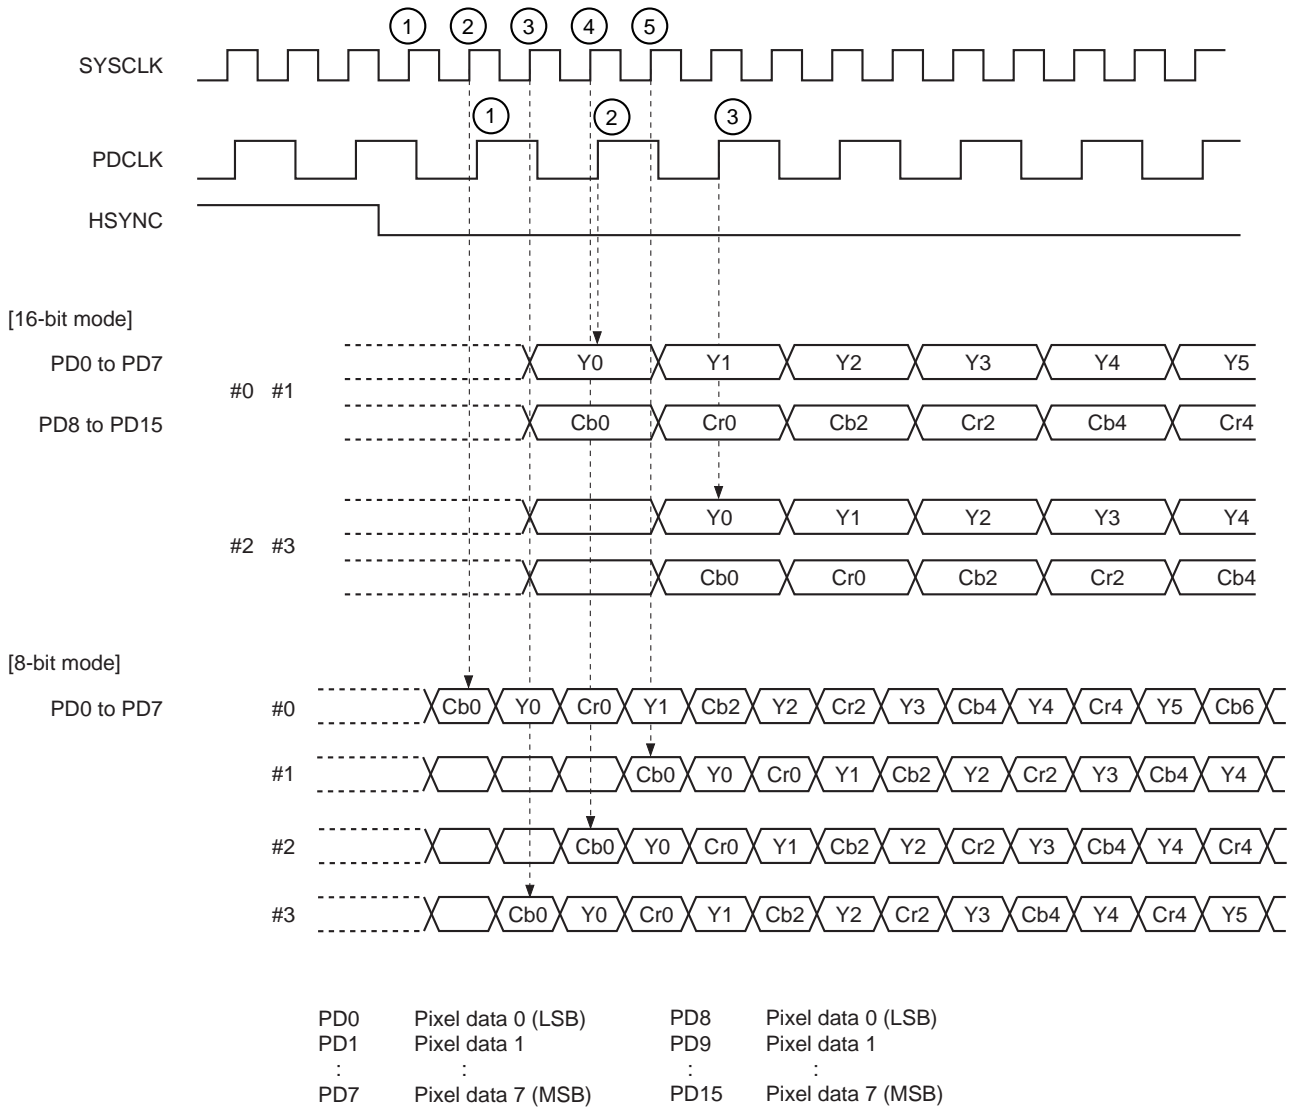 1 2 3 4 5
SYSCLK
1 2 3
PDCLK
HSYNC
[16-bit mode]
PD0 to PD7 Y0 Y1 Y2 Y3 Y4 Y5
#0 #1
PD8 to PD15 Cb0 Cr0 Cb2 Cr2 Cb4 Cr4
Y0 Y1 Y2 Y3 Y4
#2 #3
Cb0 Cr0 Cb2 Cr2 Cb4
[8-bit mode]
PD0 to PD7 #0 Cb0 Y0 Cr0 Y1 Cb2 Y2 Cr2 Y3 Cb4 Y4 Cr4 Y5 Cb6
#1 Cb0 Y0 Cr0 Y1 Cb2 Y2 Cr2 Y3 Cb4 Y4
#2 Cb0 Y0 Cr0 Y1 Cb2 Y2 Cr2 Y3 Cb4 Y4 Cr4
#3 Cb0 Y0 Cr0 Y1 Cb2 Y2 Cr2 Y3 Cb4 Y4 Cr4 Y5
PD0 Pixel data 0 (LSB) PD8 Pixel data 0 (LSB)
PD1 Pixel data 1 PD9 Pixel data 1
: : : :
PD7 Pixel data 7 (MSB) PD15 Pixel data 7 (MSB)